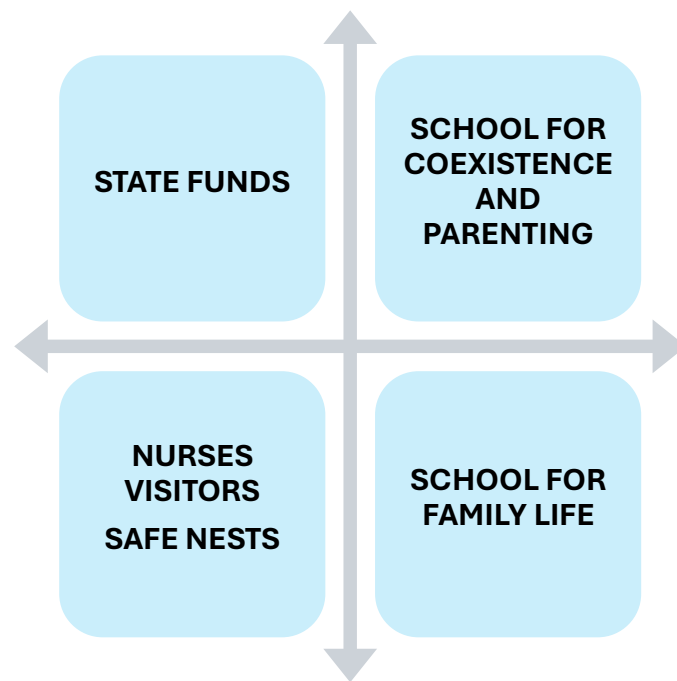 STATE FUNDS
SCHOOL FOR
COEXISTENCE
AND
PARENTING
NURSES
VISITORS
SAFE NESTS
SCHOOL FOR
FAMILY LIFE